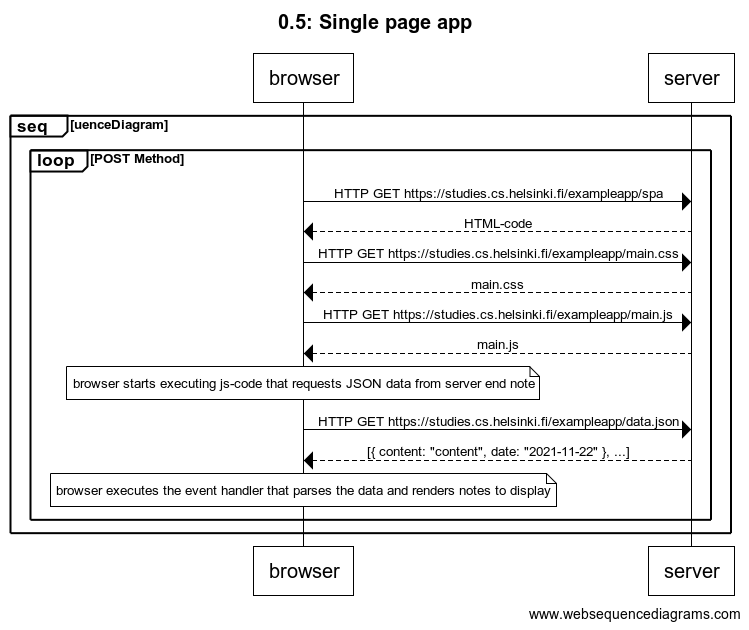 0.5: Single page app
browser
server
seq [uenceDiagram]
loop [POST Method]
HTTP GET https://studies.cs.helsinki.fi/exampleapp/spa
HTML-code
HTTP GET https://studies.cs.helsinki.fi/exampleapp/main.css
main.css
HTTP GET https://studies.cs.helsinki.fi/exampleapp/main.js
main.js
browser starts executing js-code that requests JSON data from server end note
HTTP GET https://studies.cs.helsinki.fi/exampleapp/data.json
[{ content: "content", date: "2021-11-22" }, ...]
browser executes the event handler that parses the data and renders notes to display
browser
server
www.websequencediagrams.com